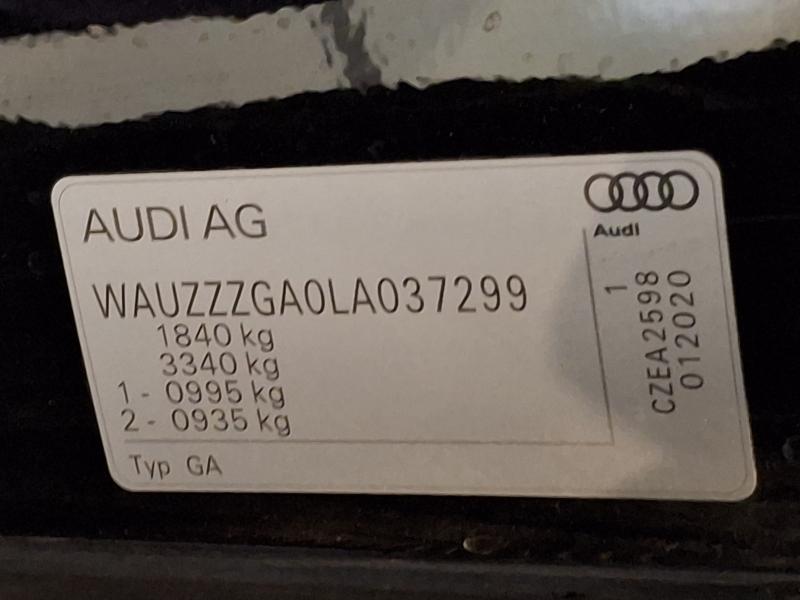 AUDI AG
Audi
WAUZZZGA0LA037299
1840 kg
3340 kg
1 - 0995 kg
2 - 0935 kg
Typ GA
1
CZEA2598
012020